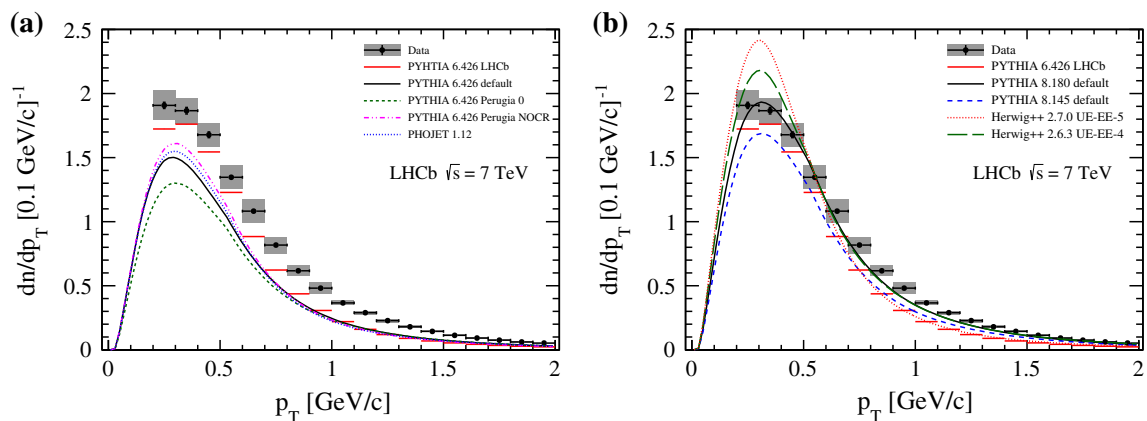 (a)
dn/dp_T [0.1 GeV/c]^-1
2.5
2
1.5
1
0.5
0
Data
PYHTIA 6.426 LHCb
PYTHIA 6.426 default
PYTHIA 6.426 Perugia 0
PYTHIA 6.426 Perugia NOCR
PHOJET 1.12
LHCb √s = 7 TeV
0 0.5 1 1.5 2
p_T [GeV/c]
(b)
dn/dp_T [0.1 GeV/c]^-1
2.5
2
1.5
1
0.5
0
Data
PYTHIA 6.426 LHCb
PYTHIA 8.180 default
PYTHIA 8.145 default
Herwig++ 2.7.0 UE-EE-5
Herwig++ 2.6.3 UE-EE-4
LHCb √s = 7 TeV
0 0.5 1 1.5 2
p_T [GeV/c]